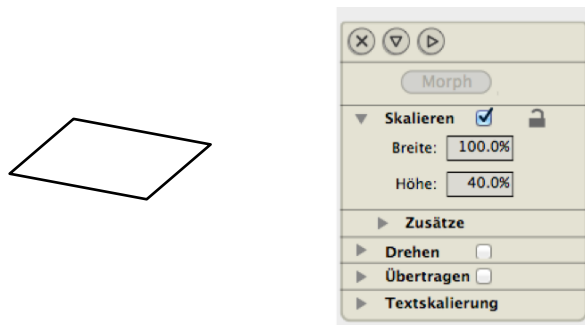 Morph
Skalieren
Breite: 100.0%
Höhe: 40.0%
Zusätze
Drehen
Übertragen
Textskalierung